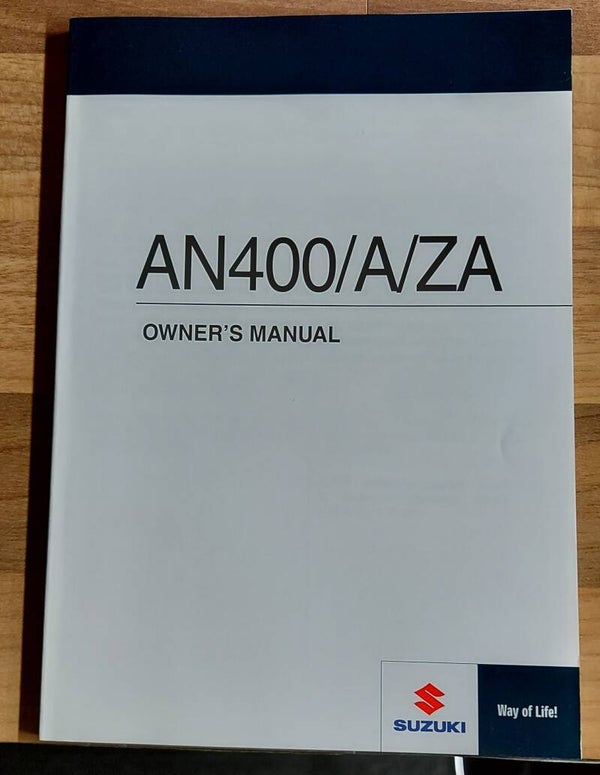 AN400/A/ZA
OWNER'S MANUAL
SUZUKI
Way of Life!